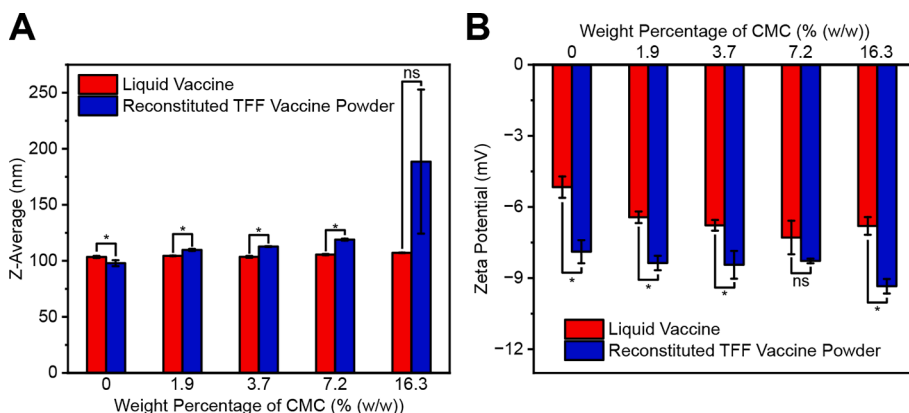 A
Z-Average (nm)
250
200
150
100
50
0
Liquid Vaccine
Reconstituted TFF Vaccine Powder
*
*
*
*
ns
0 1.9 3.7 7.2 16.3
Weight Percentage of CMC (% (w/w))
B
Weight Percentage of CMC (% (w/w))
0 1.9 3.7 7.2 16.3
Zeta Potential (mV)
0
−3
−6
−9
−12
*
*
*
ns
*
Liquid Vaccine
Reconstituted TFF Vaccine Powder